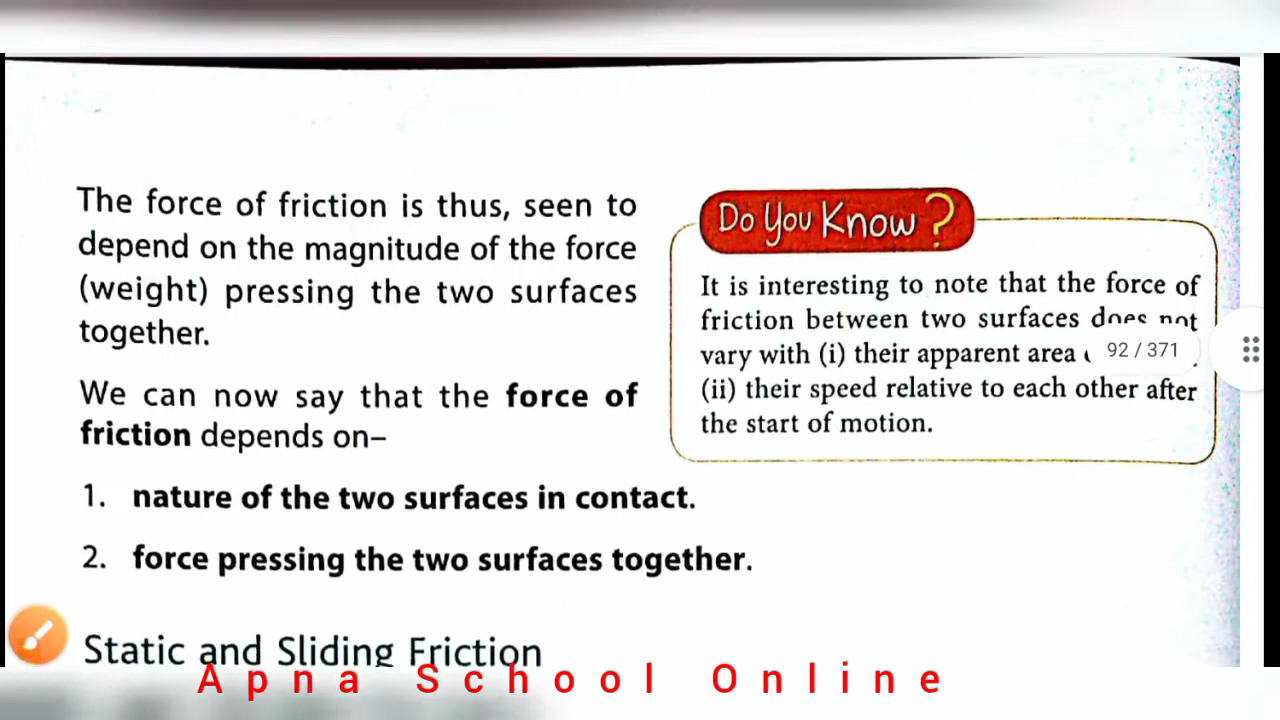 The force of friction is thus, seen to
depend on the magnitude of the force
(weight) pressing the two surfaces
together.
We can now say that the force of
friction depends on–
1. nature of the two surfaces in contact.
2. force pressing the two surfaces together.
Do You Know?
It is interesting to note that the force of
friction between two surfaces does not
vary with (i) their apparent area
(ii) their speed relative to each other after
the start of motion.
92 / 371
Static and Sliding Friction
Apna School Online